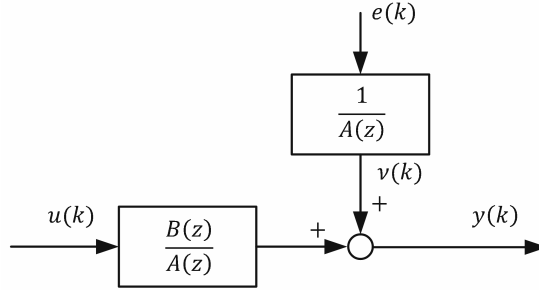 e(k)
1
A(z)
ν(k)
+
u(k)
B(z)
A(z)
+
y(k)